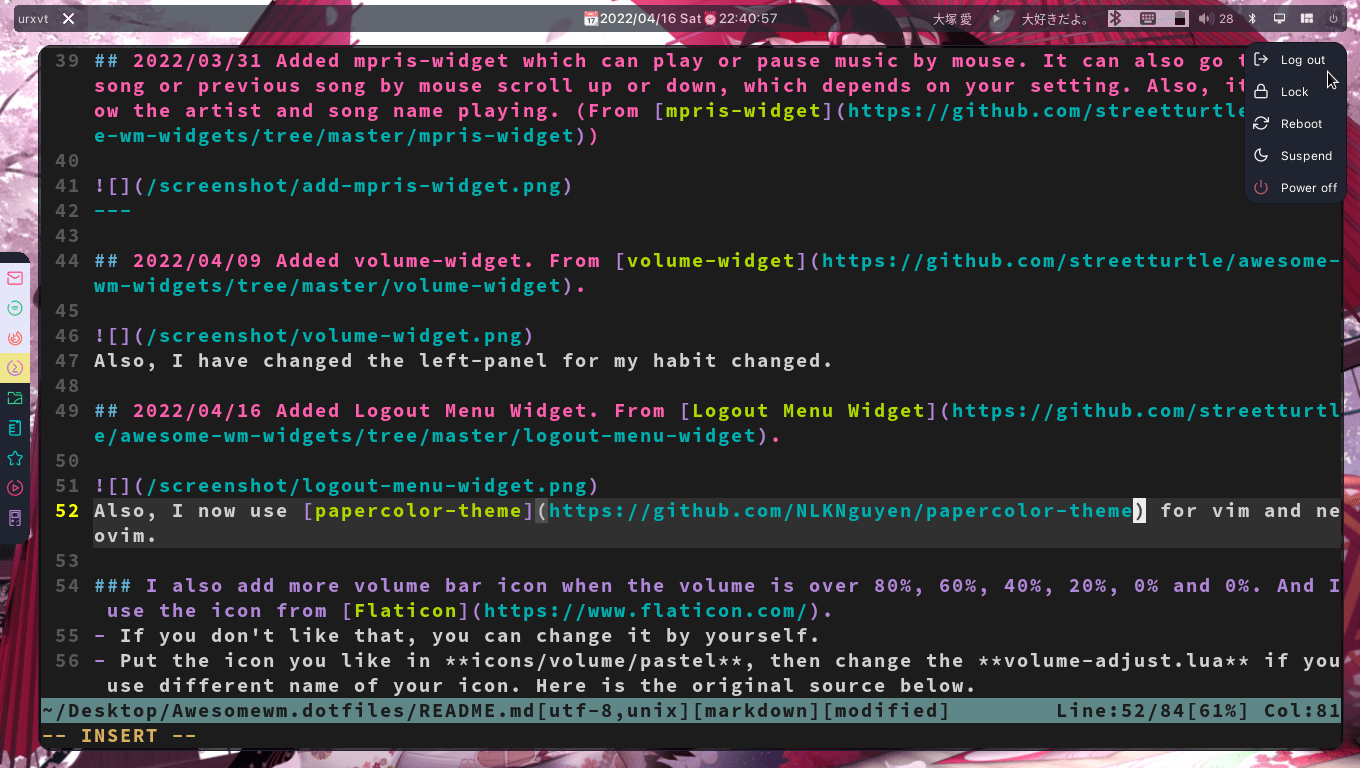 urxvt
2022/04/16 Sat 22:40:57
大塚 愛
大好きだよ。
28
39 ## 2022/03/31 Added mpris-widget which can play or pause music by mouse. It can also go t
song or previous song by mouse scroll up or down, which depends on your setting. Also, it
ow the artist and song name playing. (From [mpris-widget](https://github.com/streetturtle
e-wm-widgets/tree/master/mpris-widget))
40
41 ![](/screenshot/add-mpris-widget.png)
42 ---
43
44 ## 2022/04/09 Added volume-widget. From [volume-widget](https://github.com/streetturtle/awesome-
wm-widgets/tree/master/volume-widget).
45
46 ![](/screenshot/volume-widget.png)
47 Also, I have changed the left-panel for my habit changed.
48
49 ## 2022/04/16 Added Logout Menu Widget. From [Logout Menu Widget](https://github.com/streetturtl
e/awesome-wm-widgets/tree/master/logout-menu-widget).
50
51 ![](/screenshot/logout-menu-widget.png)
52 Also, I now use [papercolor-theme](https://github.com/NLKNguyen/papercolor-theme) for vim and ne
ovim.
53
54 ### I also add more volume bar icon when the volume is over 80%, 60%, 40%, 20%, 0% and 0%. And I
use the icon from [Flaticon](https://www.flaticon.com/).
55 - If you don't like that, you can change it by yourself.
56 - Put the icon you like in **icons/volume/pastel**, then change the **volume-adjust.lua** if you
use different name of your icon. Here is the original source below.
~/Desktop/Awesomewm.dotfiles/README.md[utf-8,unix][markdown][modified] Line:52/84[61%] Col:81
-- INSERT --
Log out
Lock
Reboot
Suspend
Power off